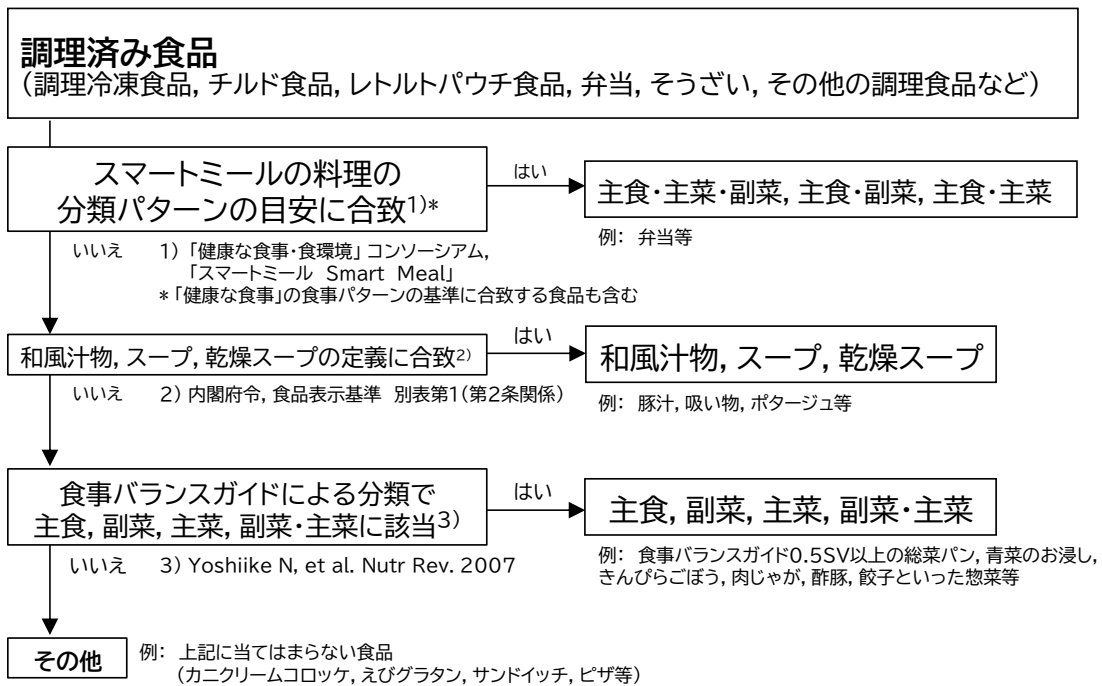 調理済み食品
(調理冷凍食品, チルド食品, レトルトパウチ食品, 弁当, そうざい, その他の調理食品など)
スマートミールの料理の
分類パターンの目安に合致1)*
はい
主食・主菜・副菜, 主食・副菜, 主食・主菜
例: 弁当等
いいえ
1) 「健康な食事・食環境」コンソーシアム,
「スマートミール Smart Meal」
*「健康な食事」の食事パターンの基準に合致する食品も含む
和風汁物, スープ, 乾燥スープの定義に合致2)
はい
和風汁物, スープ, 乾燥スープ
例: 豚汁, 吸い物, ポタージュ等
いいえ
2) 内閣府令, 食品表示基準 別表第1(第2条関係)
食事バランスガイドによる分類で
主食, 副菜, 主菜, 副菜・主菜に該当3)
はい
主食, 副菜, 主菜, 副菜・主菜
例: 食事バランスガイド0.5SV以上の総菜パン, 青菜のお浸し,
きんぴらごぼう, 肉じゃが, 酢豚, 餃子といった惣菜等
いいえ
3) Yoshiike N, et al. Nutr Rev. 2007
その他
例: 上記に当てはまらない食品
(カニクリームコロッケ, えびグラタン, サンドイッチ, ピザ等)